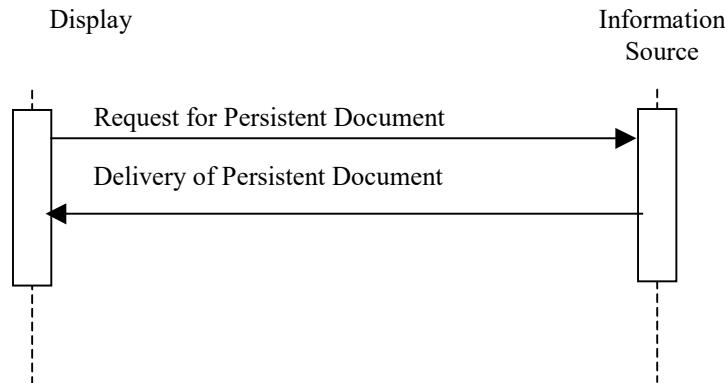 Display
Information
Source
Request for Persistent Document
Delivery of Persistent Document